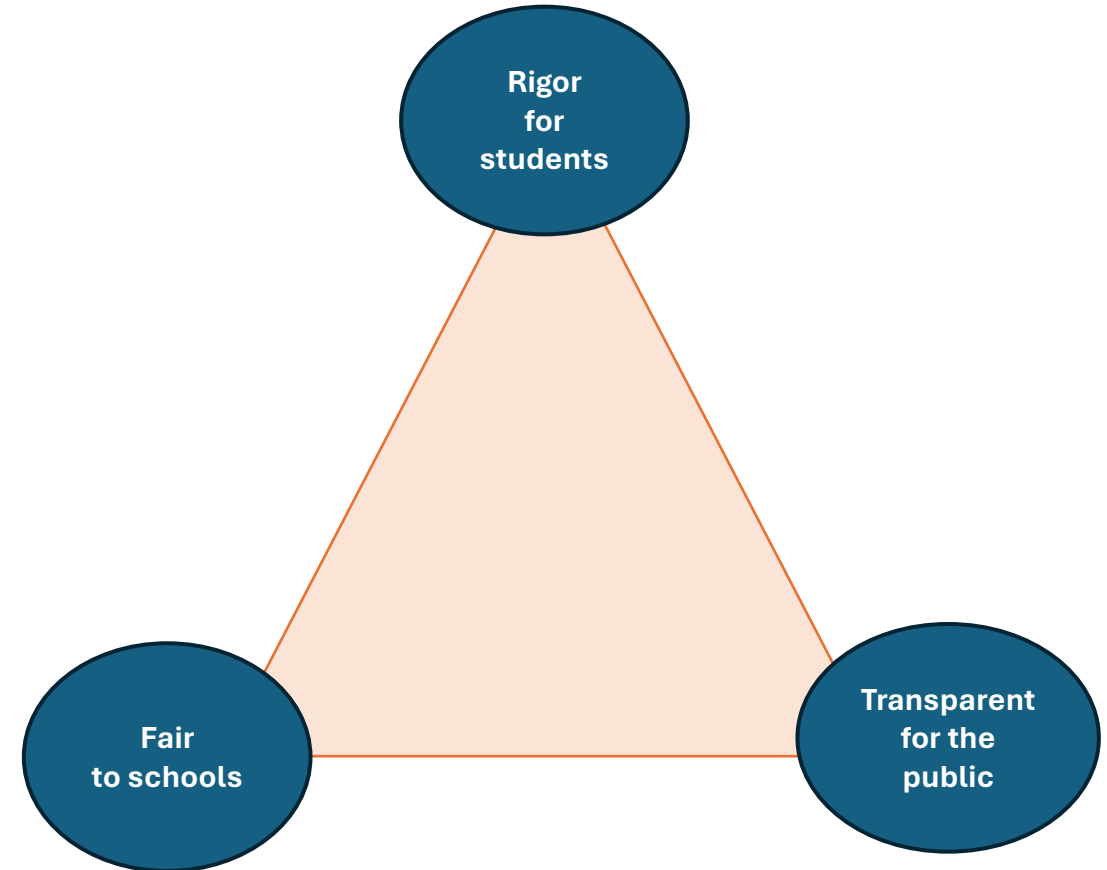 Rigor
for
students
Fair
to schools
Transparent
for the
public